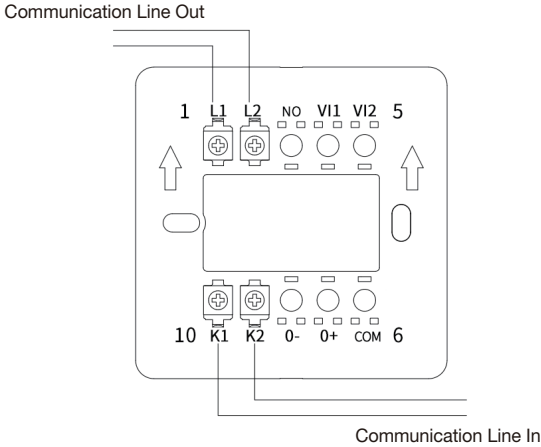 Communication Line Out
1 L1 L2 NO VI1 VI2 5
10 K1 K2 0- 0+ COM 6
Communication Line In